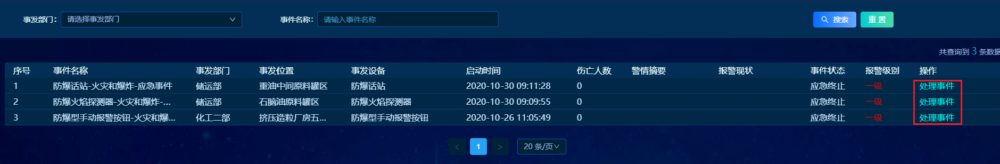 事发部门： 请选择事发部门 事件名称： 请输入事件名称 搜索 重 置
共查询到 3 条数据
序号 事件名称 事发部门 事发位置 事发设备 启动时间 伤亡人数 警情摘要 报警现状 事件状态 报警级别 操作
1 防爆话站-火灾和爆炸-应急事件 储运部 重油中间原料罐区 防爆话站 2020-10-30 09:11:28 0 应急终止 一级 处理事件
2 防爆火焰探测器-火灾和爆炸-... 储运部 石脑油原料罐区 防爆火焰探测器 2020-10-30 09:09:55 0 应急终止 一级 处理事件
3 防爆型手动报警按钮-火灾和爆... 化工二部 挤压造粒厂房五... 防爆型手动报警按钮 2020-10-26 11:05:49 0 应急终止 一级 处理事件
< 1 > 20 条/页